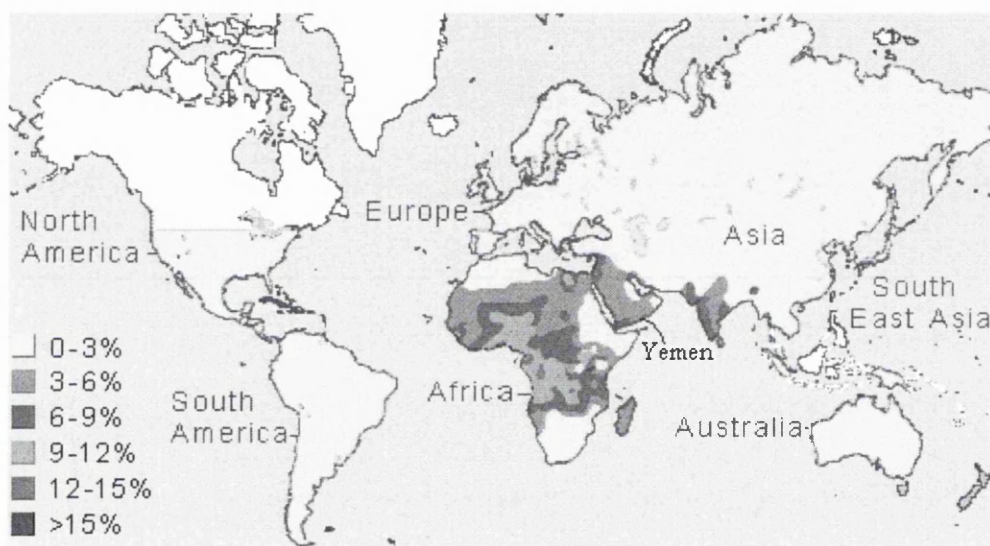 North
America
Europe
Asia
South
East Asia
Yemen
Africa
South
America
Australia
0-3%
3-6%
6-9%
9-12%
12-15%
>15%